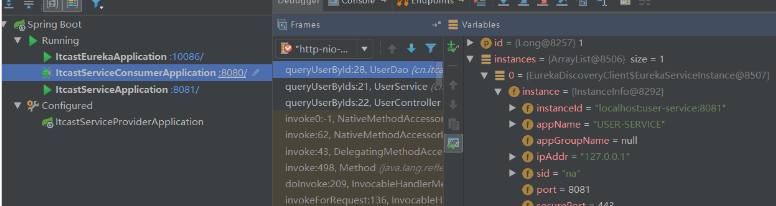 Debugger
Console
Endpoints
Spring Boot
Running
ItcastEurekaApplication :10086/
ItcastServiceConsumerApplication :8080/
ItcastServiceApplication :8081/
Configured
ItcastServiceProviderApplication
Frames
"http-nio-
queryUserById:28, UserDao (cn.itca
queryUserByIds:21, UserService (c
queryUserByIds:22, UserController
invoke0:-1, NativeMethodAccessor
invoke:62, NativeMethodAccessorI
invoke:43, DelegatingMethodAcce
invoke:498, Method (java.lang.refle
doInvoke:209, InvocableHandlerMe
invokeForRequest:136, InvocableH
Variables
id = {Long@8257} 1
instances = {ArrayList@8506} size = 1
0 = {EurekaDiscoveryClient$EurekaServiceInstance@8507}
instance = {InstanceInfo@8292}
instanceId = "localhost:user-service:8081"
appName = "USER-SERVICE"
appGroupName = null
ipAddr = "127.0.0.1"
sid = "na"
port = 8081
securePort = 443